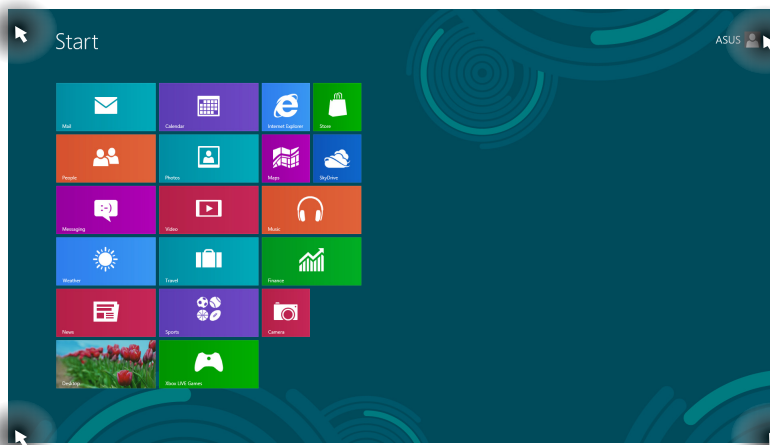 Start
ASUS
Mail
Calendar
Internet Explorer
Store
People
Photos
Maps
SkyDrive
Messaging
:-)
Video
Music
Weather
Travel
Finance
News
Sports
Camera
Desktop
Xbox LIVE Games